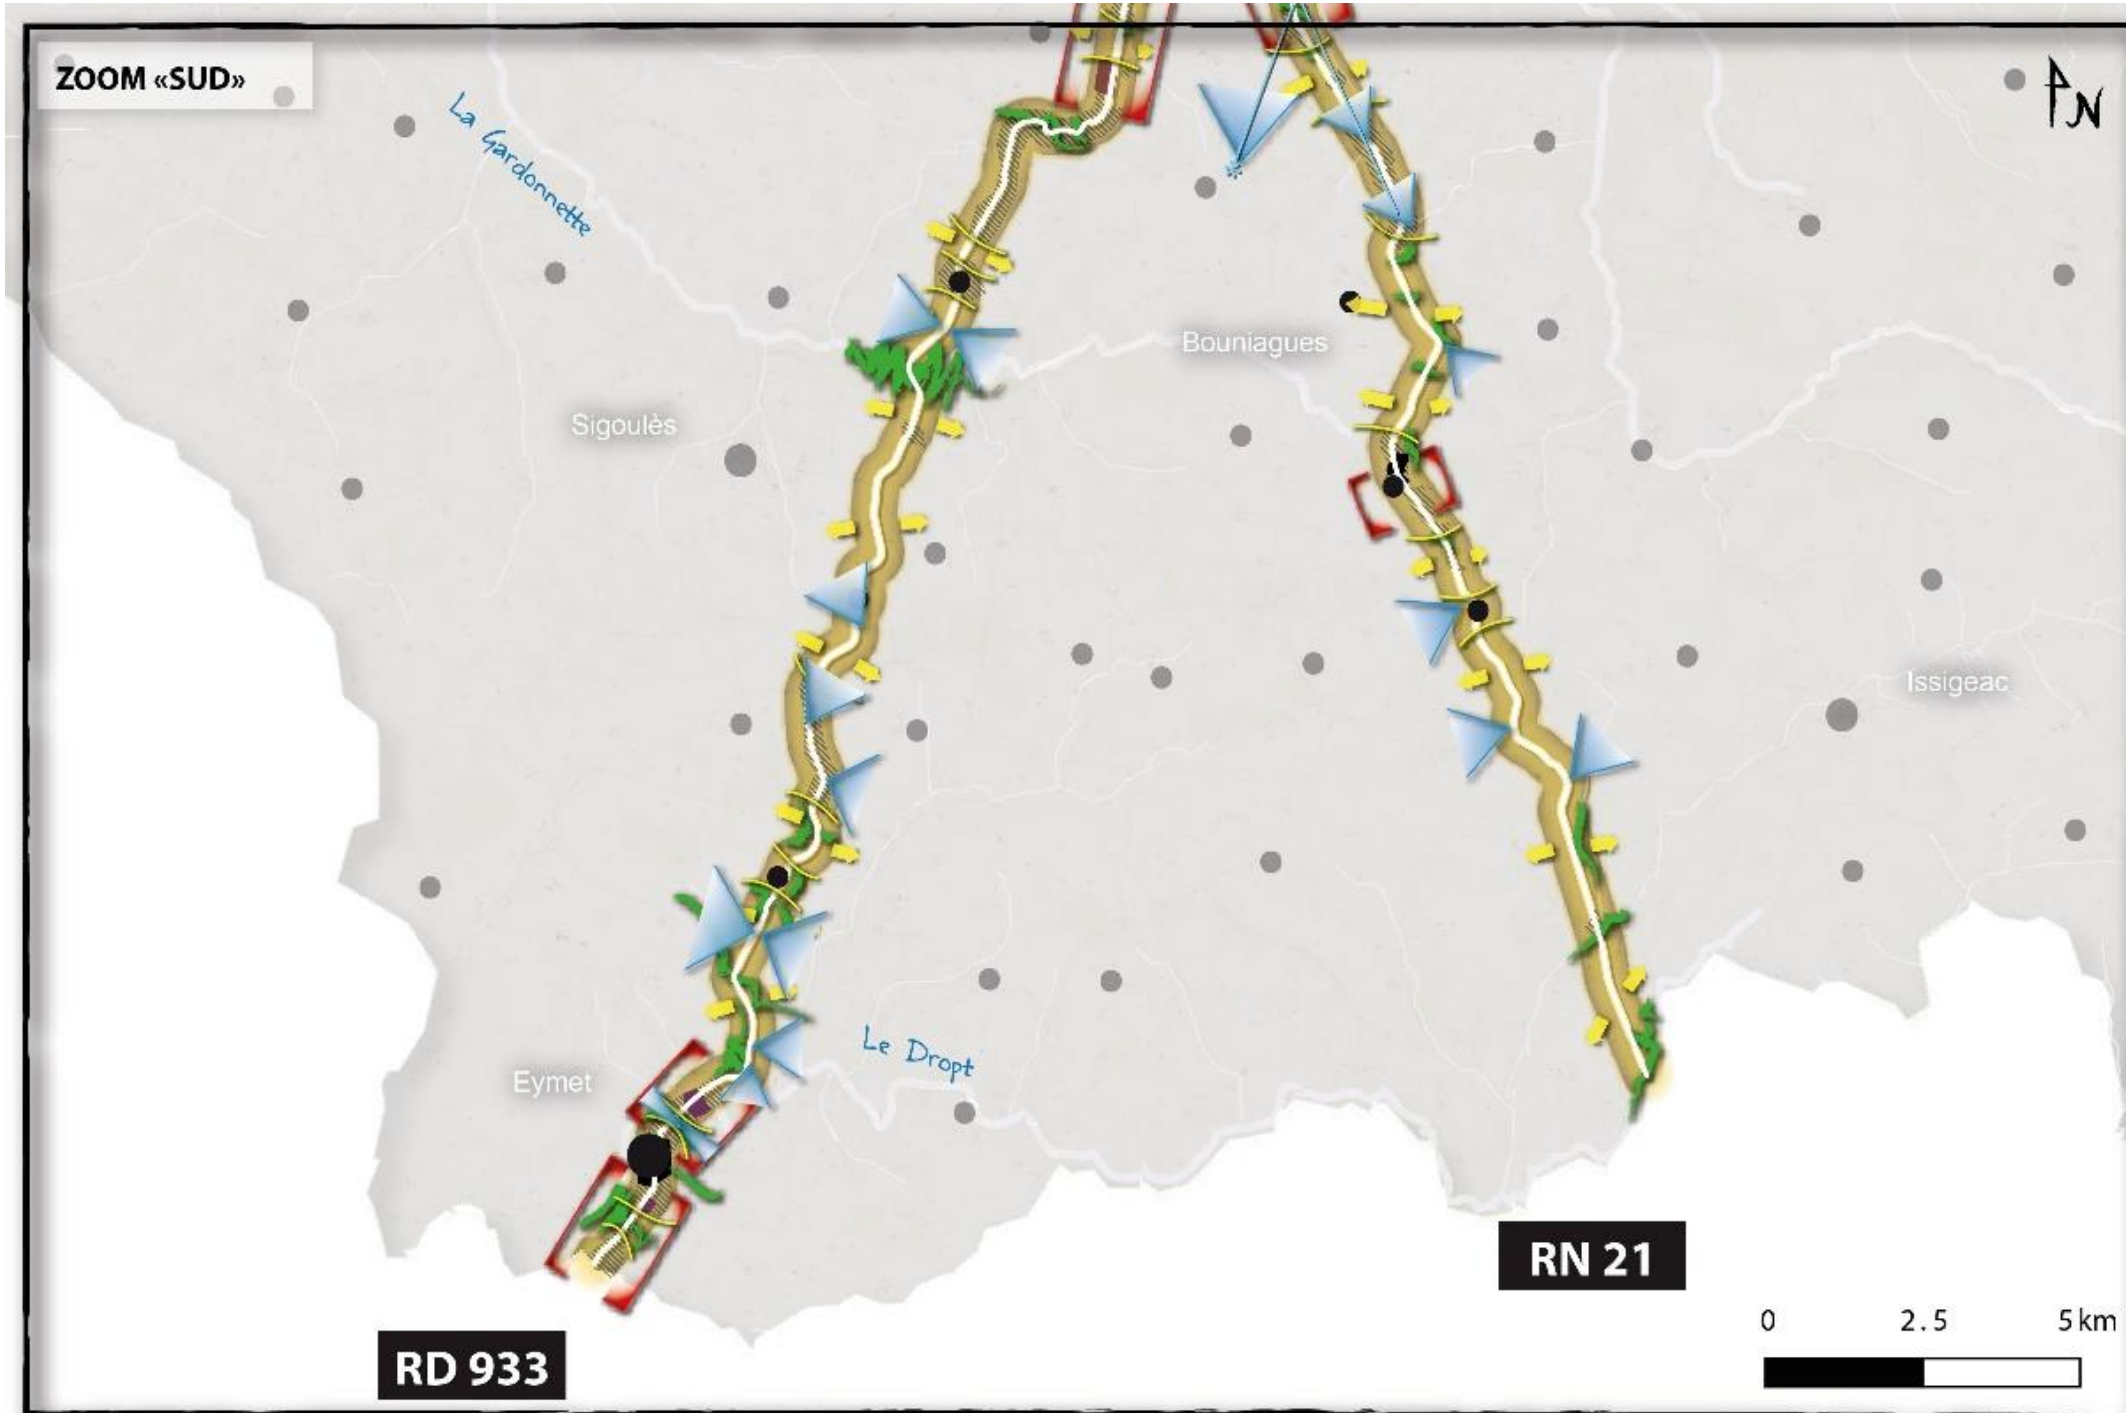 ZOOM «SUD»
N
La Gardonnette
Bouniagues
Sigoulès
Issigeac
Le Dropt
Eymet
RN 21
0 2.5 5 km
RD 933